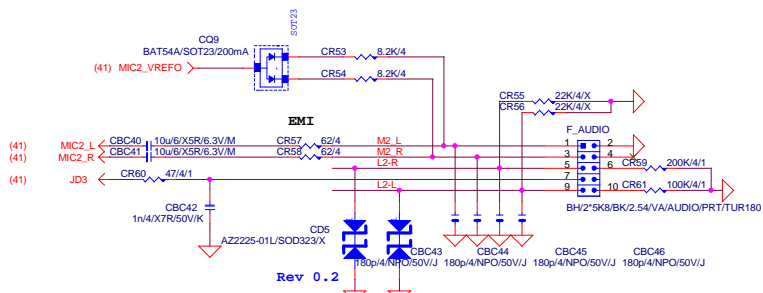 SOT23
CQ9
BAT54A/SOT23/200mA
(41) MIC2_VREFO
CR53 8.2K/4
CR54 8.2K/4
CR55 22K/4/X
CR56 22K/4/X
EMI
F_AUDIO
(41) MIC2_L CBC40 10u/6/X5R/6.3V/M CR57 62/4 M2_L 1 2
(41) MIC2_R CBC41 10u/6/X5R/6.3V/M CR58 62/4 M2_R 3 4
L2-R 5 6 CR59 200K/4/1
(41) JD3 CR60 47/4/1 7 8
L2-L 9 10 CR61 100K/4/1
BH/2*5K8/BK/2.54/VA/AUDIO/PRT/TUR180
CBC42
1n/4/X7R/50V/K
CD5
AZ2225-01L/SOD323/X
CBC43 CBC44 CBC45 CBC46
180p/4/NPO/50V/J 180p/4/NPO/50V/J 180p/4/NPO/50V/J 180p/4/NPO/50V/J
Rev 0.2